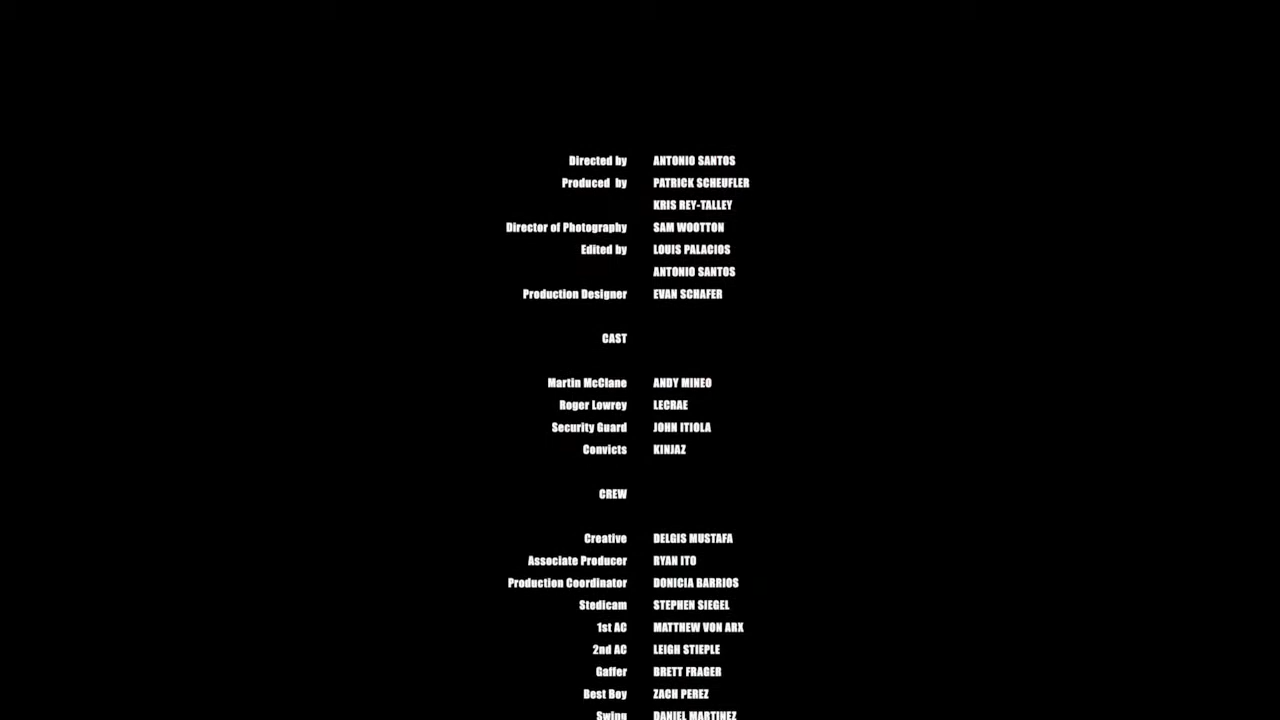 Directed by ANTONIO SANTOS
Produced by PATRICK SCHEUFLER
KRIS REY-TALLEY
Director of Photography SAM WOOTTON
Edited by LOUIS PALACIOS
ANTONIO SANTOS
Production Designer EVAN SCHAFER
CAST
Martin McClane ANDY MINEO
Roger Lowrey LECRAE
Security Guard JOHN ITIOLA
Convicts KINJAZ
CREW
Creative DELGIS MUSTAFA
Associate Producer RYAN ITO
Production Coordinator DONICIA BARRIOS
Stedicam STEPHEN SIEGEL
1st AC MATTHEW VON ARX
2nd AC LEIGH STIEPLE
Gaffer BRETT FRAGER
Best Boy ZACH PEREZ
Swing DANIEL MARTINEZ